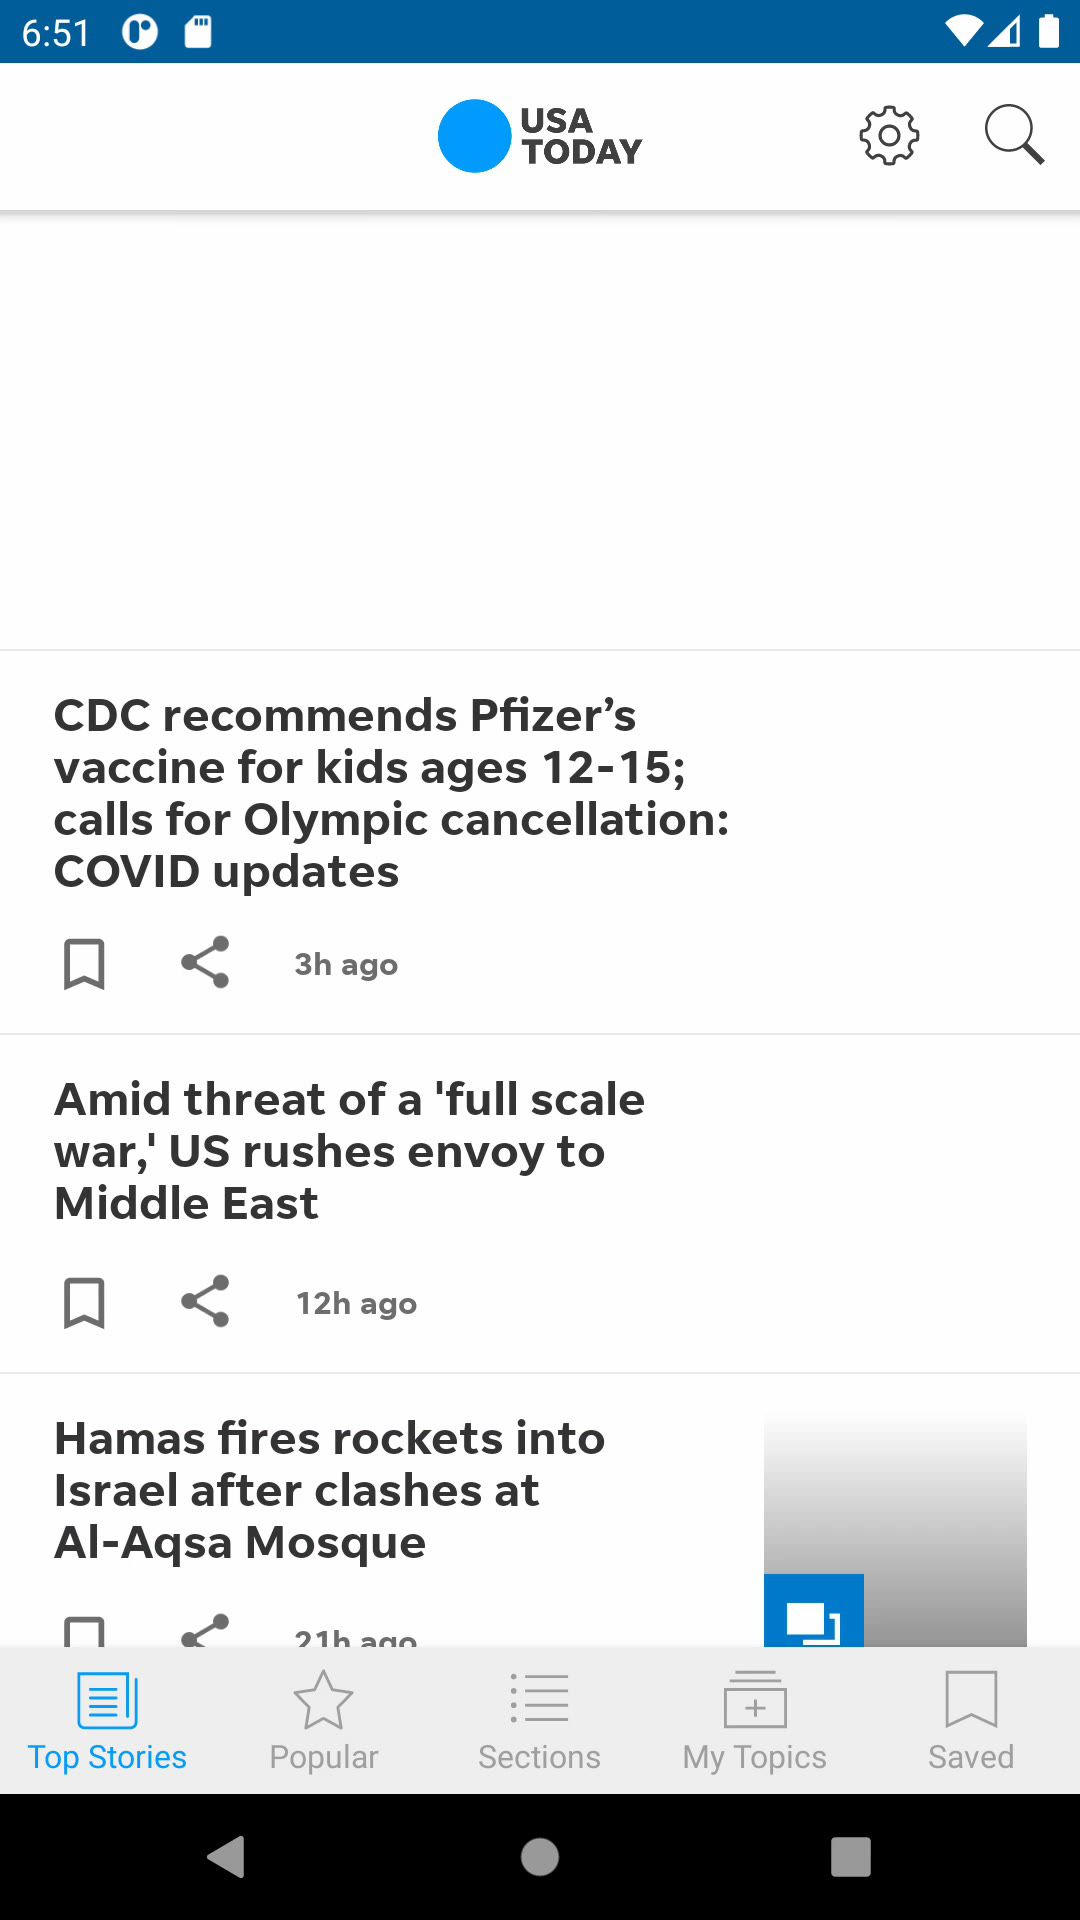 6:51
USA
TODAY
CDC recommends Pfizer’s
vaccine for kids ages 12-15;
calls for Olympic cancellation:
COVID updates
3h ago
Amid threat of a 'full scale
war,' US rushes envoy to
Middle East
12h ago
Hamas fires rockets into
Israel after clashes at
Al-Aqsa Mosque
21h ago
Top Stories
Popular
Sections
My Topics
Saved